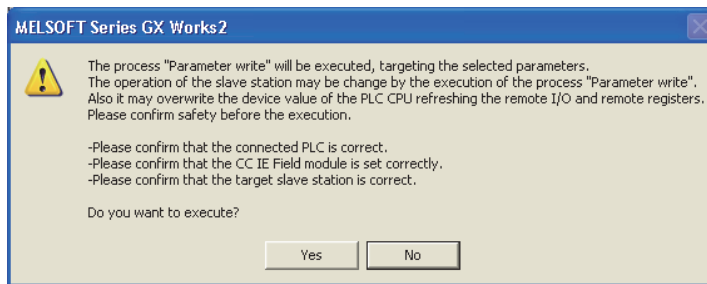 MELSOFT Series GX Works2
The process "Parameter write" will be executed, targeting the selected parameters.
The operation of the slave station may be change by the execution of the process "Parameter write".
Also it may overwrite the device value of the PLC CPU refreshing the remote I/O and remote registers.
Please confirm safety before the execution.
-Please confirm that the connected PLC is correct.
-Please confirm that the CC IE Field module is set correctly.
-Please confirm that the target slave station is correct.
Do you want to execute?
Yes
No